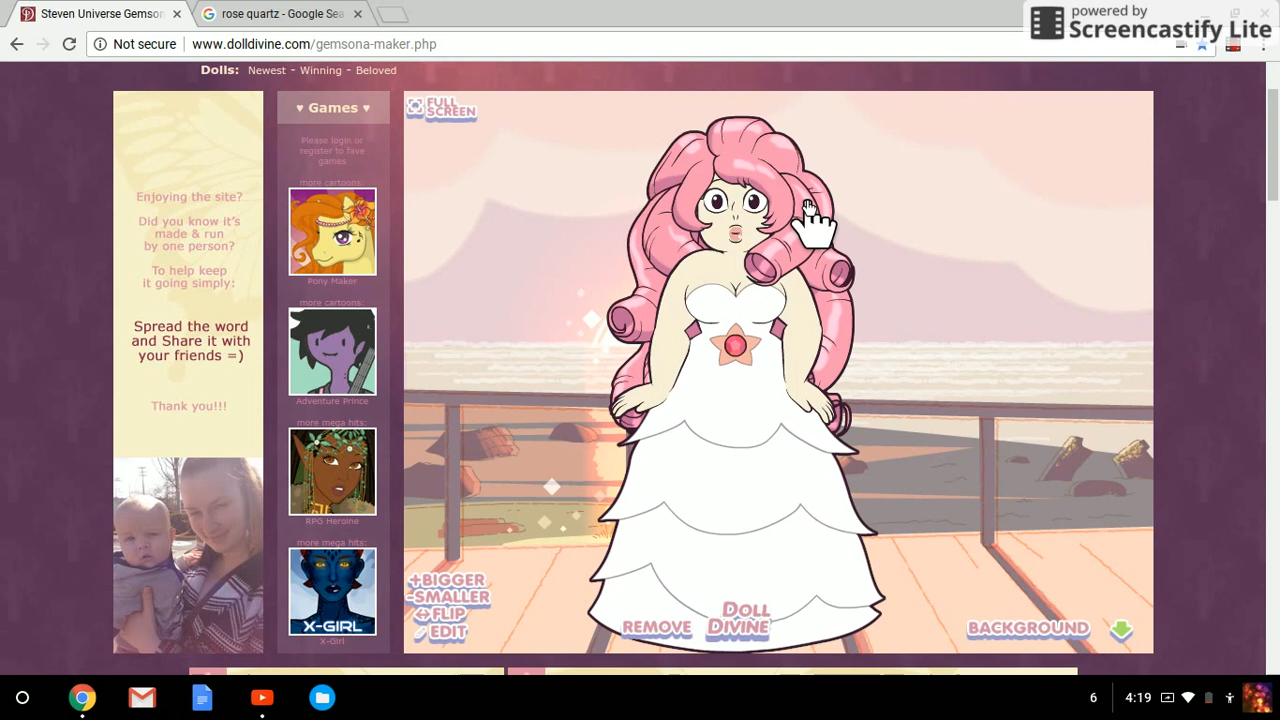 Steven Universe Gemson
rose quartz - Google Sea
powered by
Screencastify Lite
Not secure
www.dolldivine.com/gemsona-maker.php
Dolls: Newest - Winning - Beloved
Enjoying the site?
Did you know it's
made & run
by one person?
To help keep
it going simply:
Spread the word
and Share it with
your friends =)
Thank you!!!
♥ Games ♥
Please login or
register to fave
games
more cartoons:
Pony Maker
more cartoons:
Adventure Prince
more mega hits:
RPG Heroine
more mega hits:
X-GIRL
X-Girl
FULL
SCREEN
+BIGGER
-SMALLER
↔FLIP
EDIT
REMOVE
DOLL
DIVINE
BACKGROUND
6
4:19